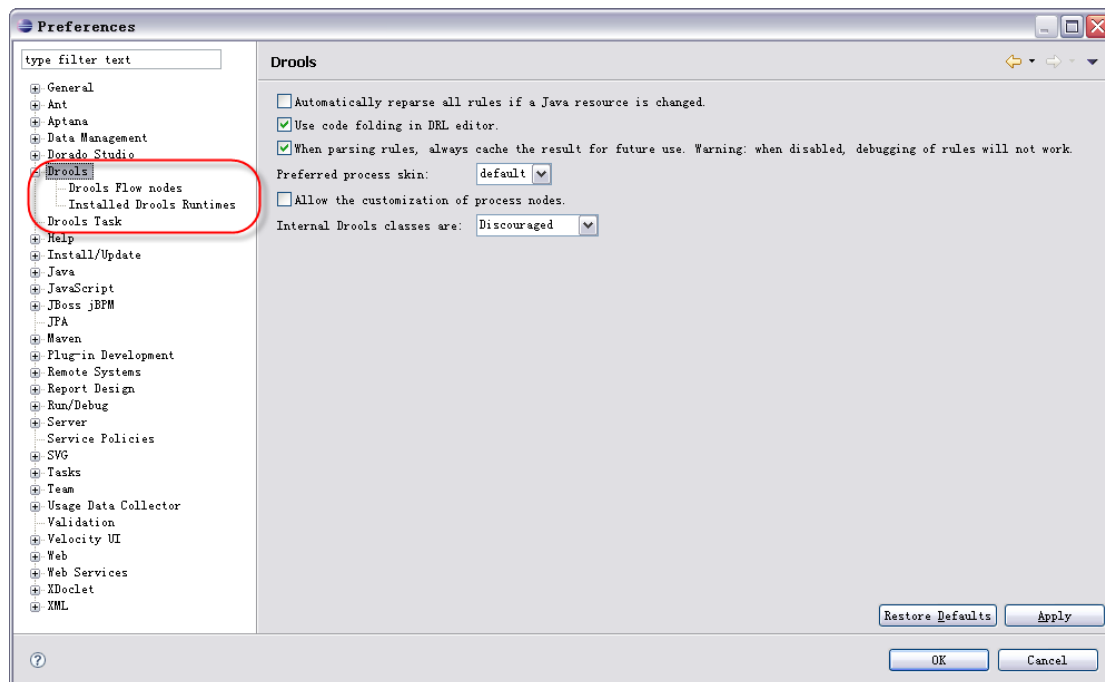 Preferences
type filter text
General
Ant
Aptana
Data Management
Dorado Studio
Drools
Drools Flow nodes
Installed Drools Runtimes
Drools Task
Help
Install/Update
Java
JavaScript
JBoss jBPM
JPA
Maven
Plug-in Development
Remote Systems
Report Design
Run/Debug
Server
Service Policies
SVG
Tasks
Team
Usage Data Collector
Validation
Velocity UI
Web
Web Services
XDoclet
XML
Drools
Automatically reparse all rules if a Java resource is changed.
Use code folding in DRL editor.
When parsing rules, always cache the result for future use. Warning: when disabled, debugging of rules will not work.
Preferred process skin: default
Allow the customization of process nodes.
Internal Drools classes are: Discouraged
Restore Defaults Apply
? OK Cancel